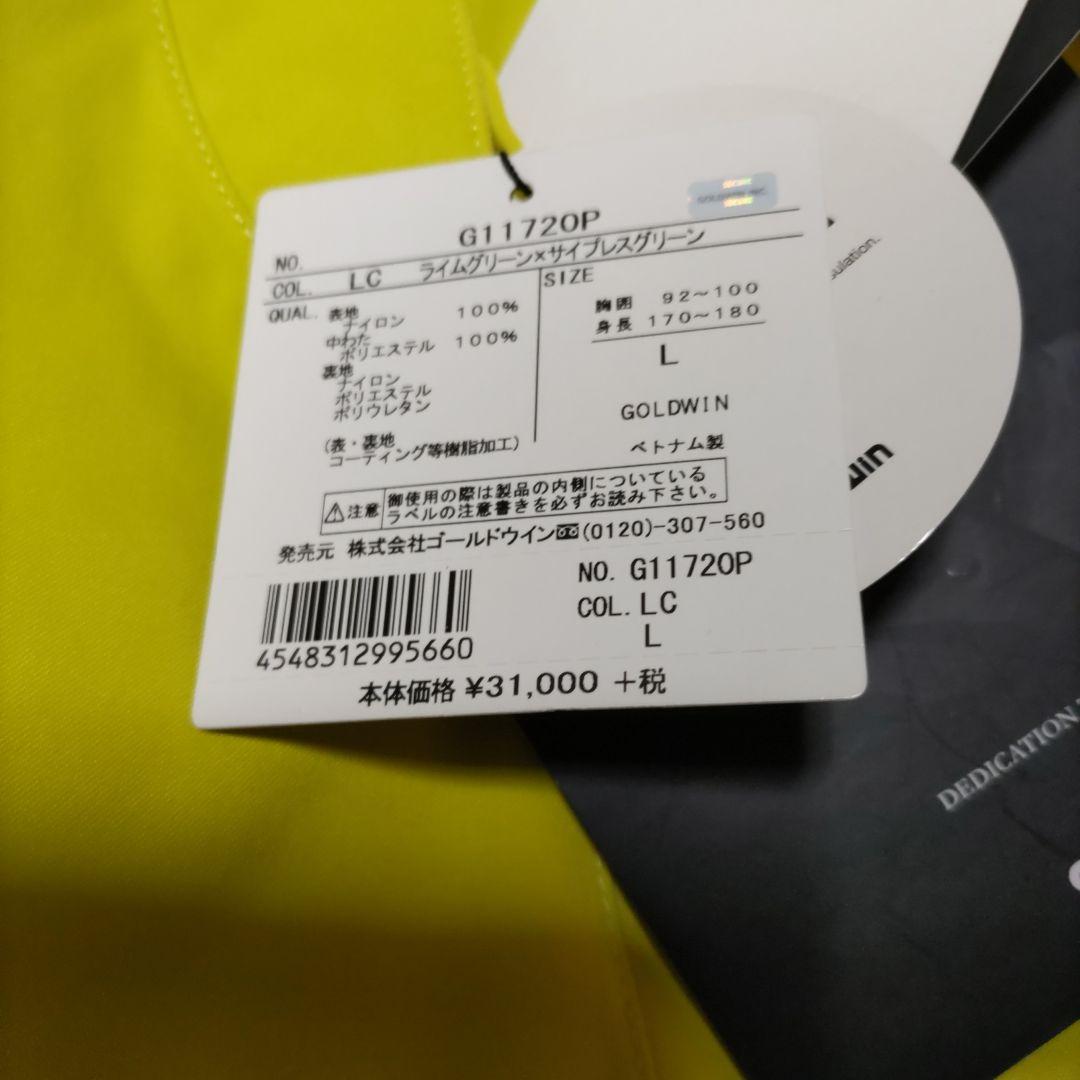 NO. G11720P
COL. LC ライムグリーン×サイプレスグリーン
QUAL. 表地
ナイロン 100%
中わた
ポリエステル 100%
裏地
ナイロン
ポリエステル
ポリウレタン
(表・裏地
コーティング等樹脂加工)
SIZE
胸囲 92～100
身長 170～180
L
GOLDWIN
ベトナム製
注意 御使用の際は製品の内側についている
ラベルの注意書きを必ずお読み下さい。
発売元 株式会社ゴールドウイン (0120)-307-560
NO. G11720P
COL. LC
L
4548312995660
本体価格 ¥31,000 +税
DEDICATION